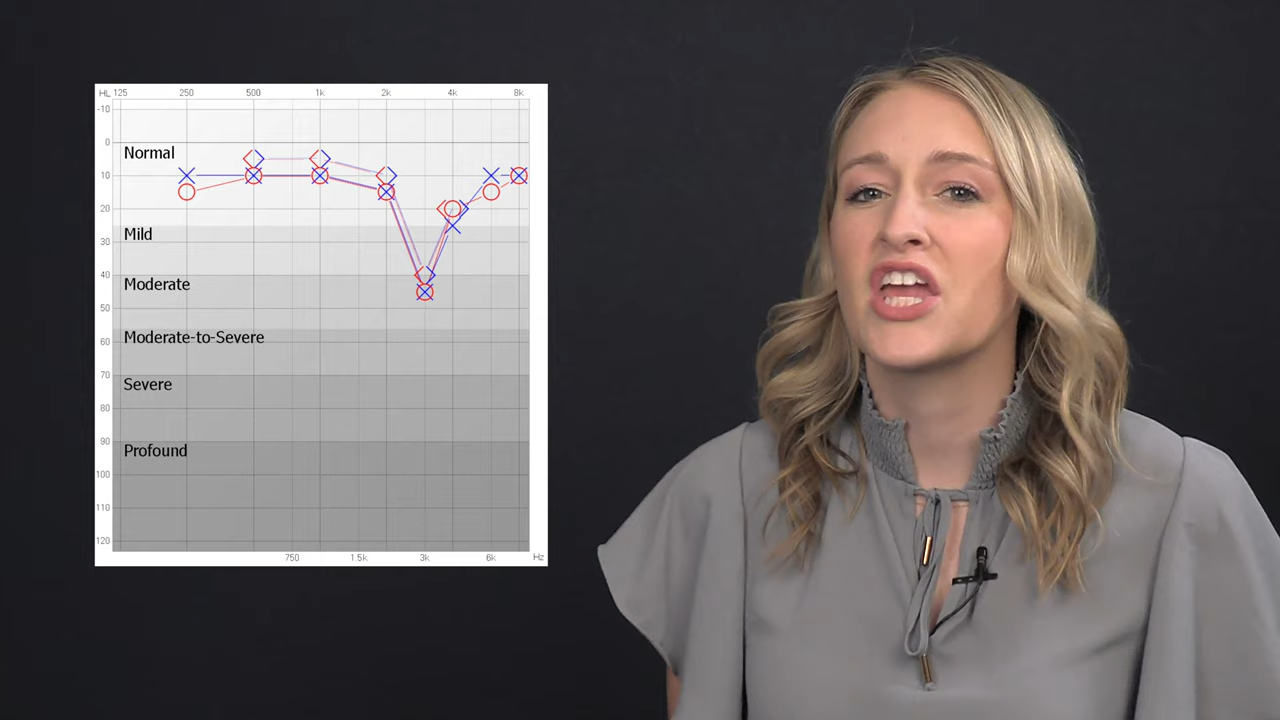 HL 125 250 500 1k 2k 4k 8k
-10
0
Normal
10
20
Mild
30
40
Moderate
50
Moderate-to-Severe
60
70
Severe
80
90
Profound
100
110
120
750 1.5k 3k 6k Hz